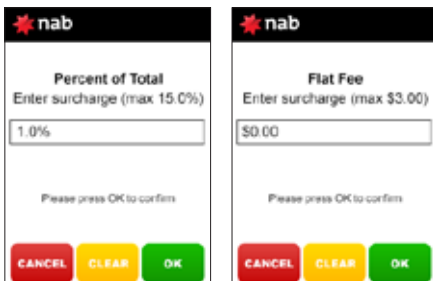 nab
Percent of Total
Enter surcharge (max 15.0%)
1.0%
Please press OK to confirm
CANCEL CLEAR OK
nab
Flat Fee
Enter surcharge (max $3.00)
$0.00
Please press OK to confirm
CANCEL CLEAR OK